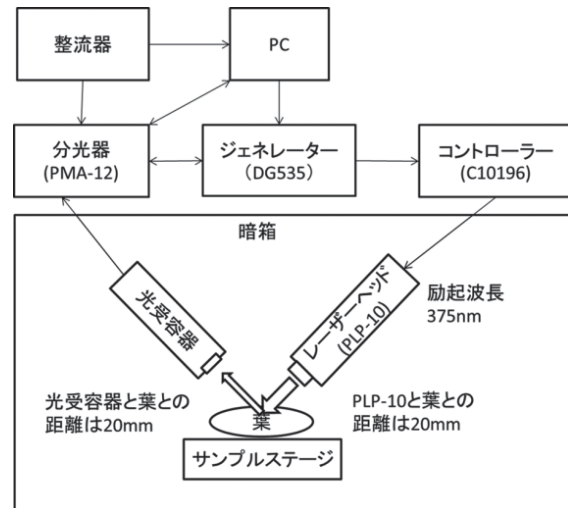 整流器
PC
分光器
(PMA-12)
ジェネレーター
（DG535）
コントローラー
(C10196)
暗箱
光受容器
レーザーヘッド
(PLP-10)
励起波長
375nm
光受容器と葉との
距離は20mm
PLP-10と葉との
距離は20mm
葉
サンプルステージ